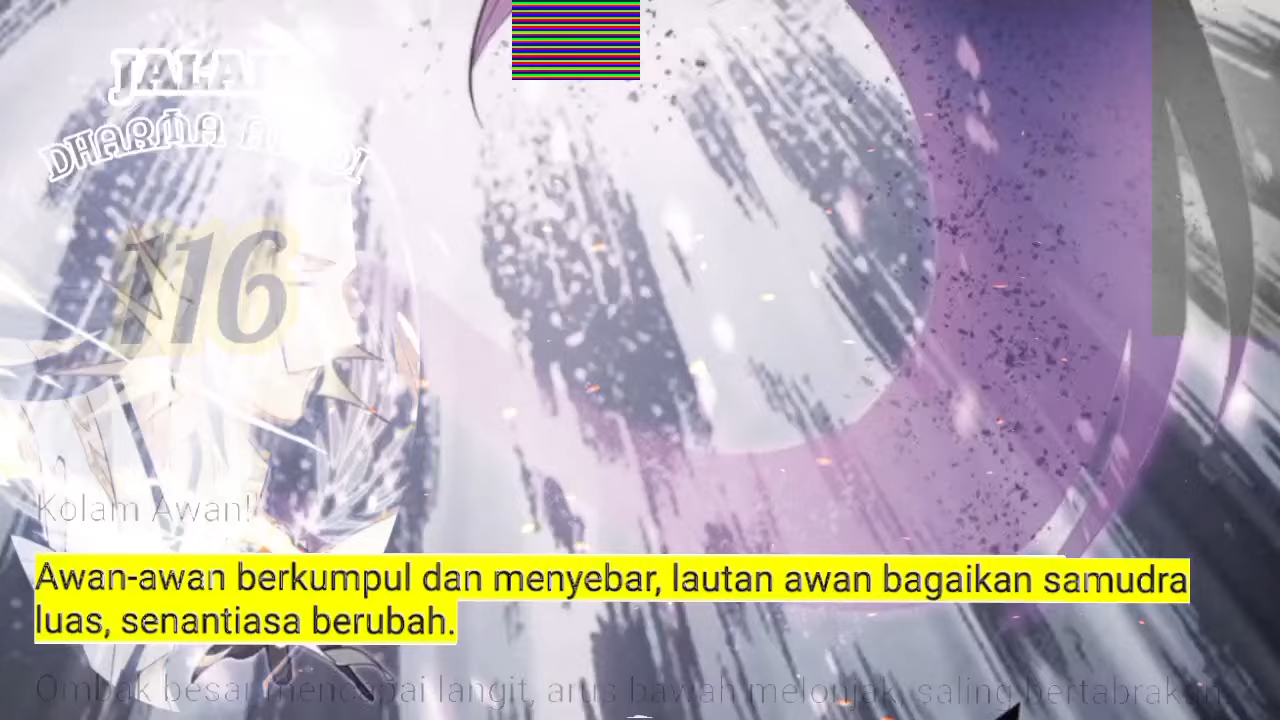 JALAN
DHARMA
116
Kolam Awan!
Awan-awan berkumpul dan menyebar, lautan awan bagaikan samudra
luas, senantiasa berubah.
Ombak besar mencapai langit, arus bawah melonjak, saling bertabrakan.